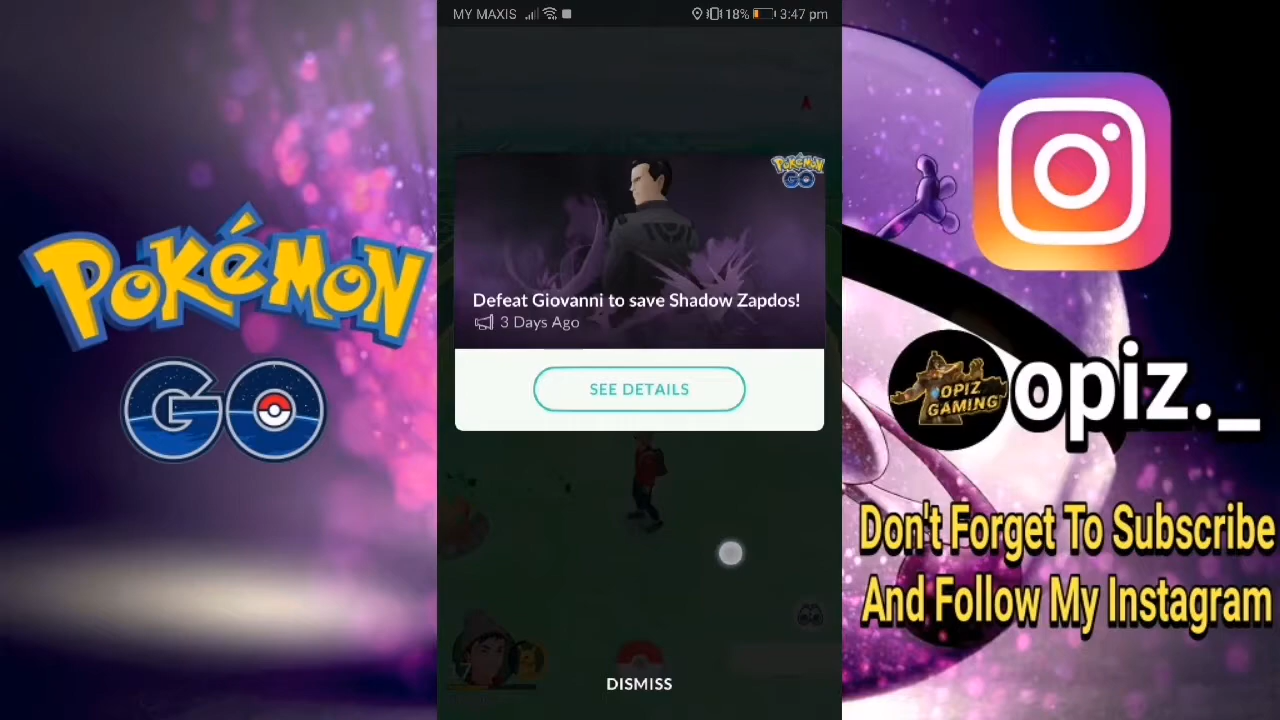 MY MAXIS
18% 3:47 pm
POKéMON
GO
POKéMON
GO
Defeat Giovanni to save Shadow Zapdos!
3 Days Ago
SEE DETAILS
DISMISS
OPIZ
GAMING
opiz._
Don't Forget To Subscribe
And Follow My Instagram